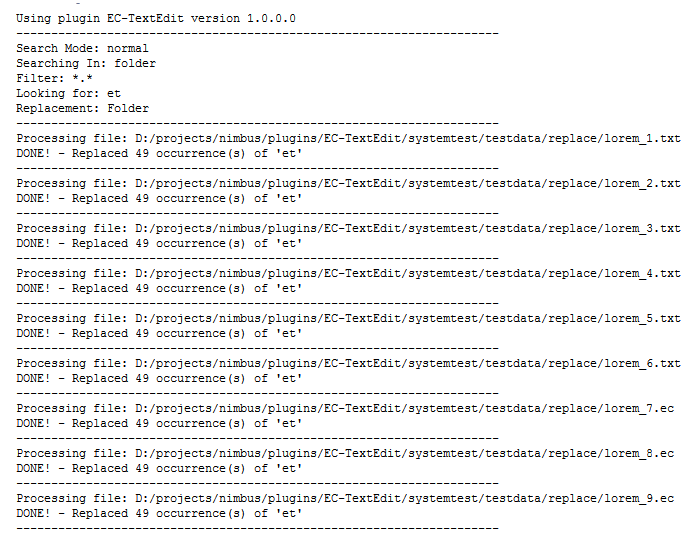 Using plugin EC-TextEdit version 1.0.0.0
----------------------------------------------------------------------
Search Mode: normal
Searching In: folder
Filter: *.*
Looking for: et
Replacement: Folder
----------------------------------------------------------------------
Processing file: D:/projects/nimbus/plugins/EC-TextEdit/systemtest/testdata/replace/lorem_1.txt
DONE! - Replaced 49 occurrence(s) of 'et'
----------------------------------------------------------------------
Processing file: D:/projects/nimbus/plugins/EC-TextEdit/systemtest/testdata/replace/lorem_2.txt
DONE! - Replaced 49 occurrence(s) of 'et'
----------------------------------------------------------------------
Processing file: D:/projects/nimbus/plugins/EC-TextEdit/systemtest/testdata/replace/lorem_3.txt
DONE! - Replaced 49 occurrence(s) of 'et'
----------------------------------------------------------------------
Processing file: D:/projects/nimbus/plugins/EC-TextEdit/systemtest/testdata/replace/lorem_4.txt
DONE! - Replaced 49 occurrence(s) of 'et'
----------------------------------------------------------------------
Processing file: D:/projects/nimbus/plugins/EC-TextEdit/systemtest/testdata/replace/lorem_5.txt
DONE! - Replaced 49 occurrence(s) of 'et'
----------------------------------------------------------------------
Processing file: D:/projects/nimbus/plugins/EC-TextEdit/systemtest/testdata/replace/lorem_6.txt
DONE! - Replaced 49 occurrence(s) of 'et'
----------------------------------------------------------------------
Processing file: D:/projects/nimbus/plugins/EC-TextEdit/systemtest/testdata/replace/lorem_7.ec
DONE! - Replaced 49 occurrence(s) of 'et'
----------------------------------------------------------------------
Processing file: D:/projects/nimbus/plugins/EC-TextEdit/systemtest/testdata/replace/lorem_8.ec
DONE! - Replaced 49 occurrence(s) of 'et'
----------------------------------------------------------------------
Processing file: D:/projects/nimbus/plugins/EC-TextEdit/systemtest/testdata/replace/lorem_9.ec
DONE! - Replaced 49 occurrence(s) of 'et'
----------------------------------------------------------------------